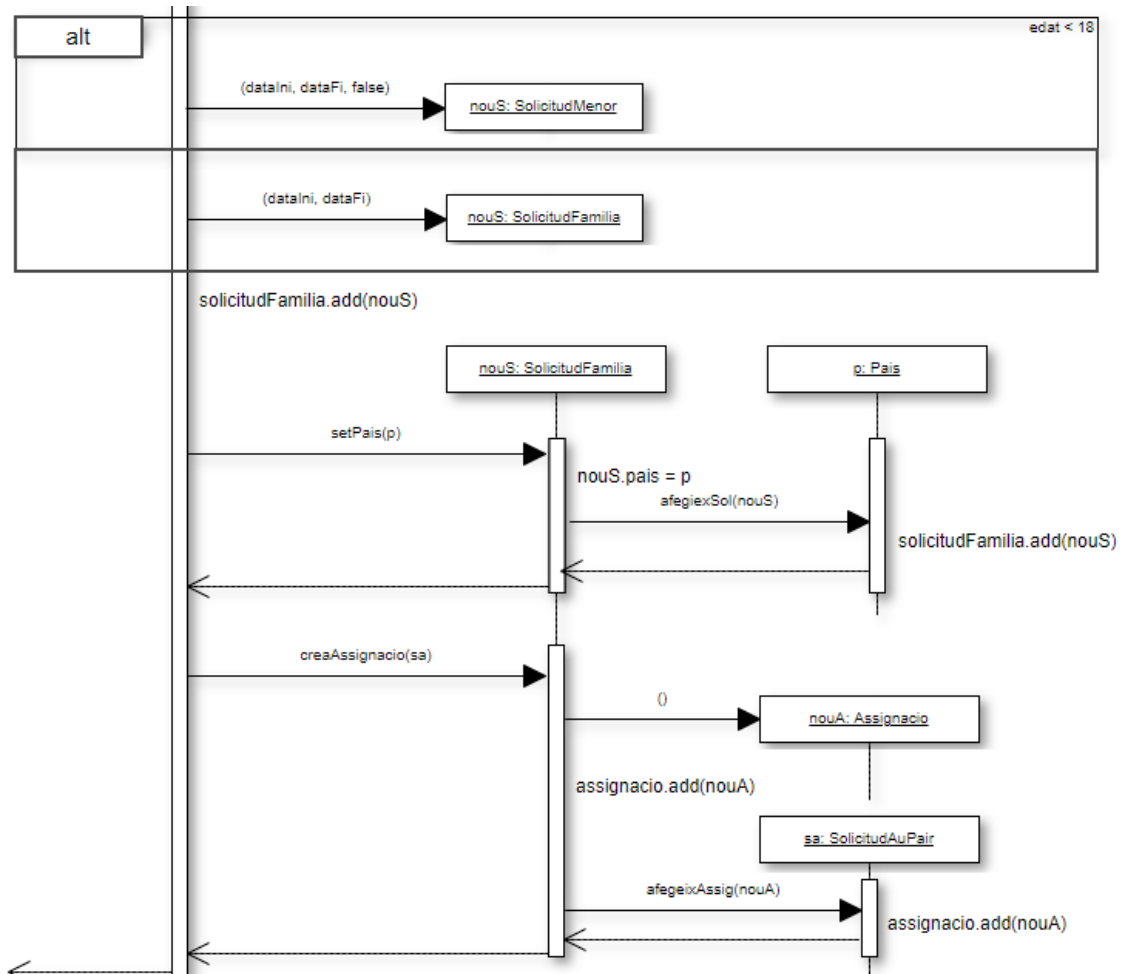 alt
edat < 18
(dataIni, dataFi, false)
nouS: SolicitudMenor
(dataIni, dataFi)
nouS: SolicitudFamilia
solicitudFamilia.add(nouS)
nouS: SolicitudFamilia
p: Pais
setPais(p)
nouS.pais = p
afegiexSol(nouS)
solicitudFamilia.add(nouS)
creaAssignacio(sa)
()
nouA: Assignacio
assignacio.add(nouA)
sa: SolicitudAuPair
afegeixAssig(nouA)
assignacio.add(nouA)